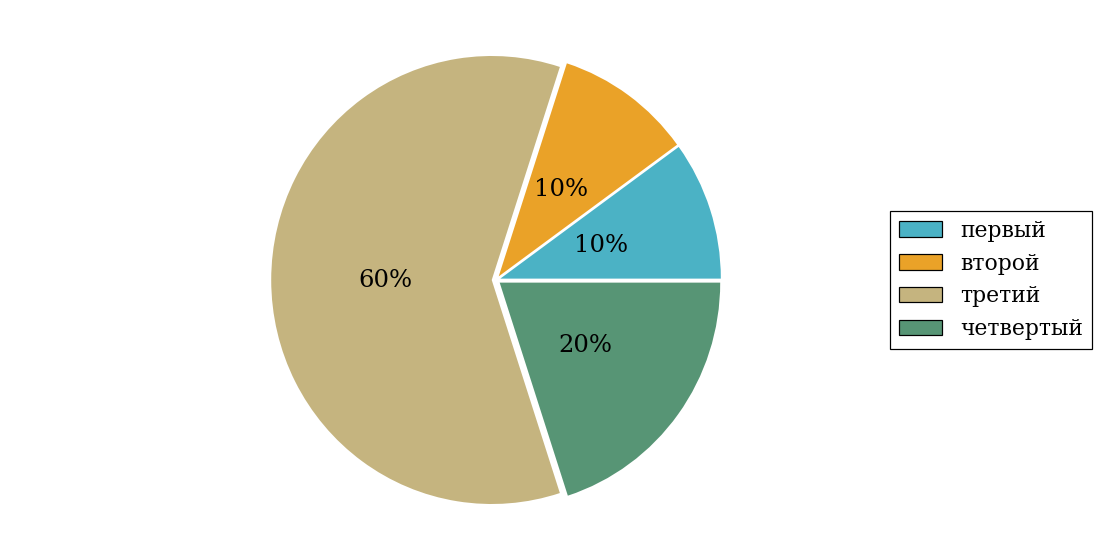 10%
10%
60%
20%
первый
второй
третий
четвертый